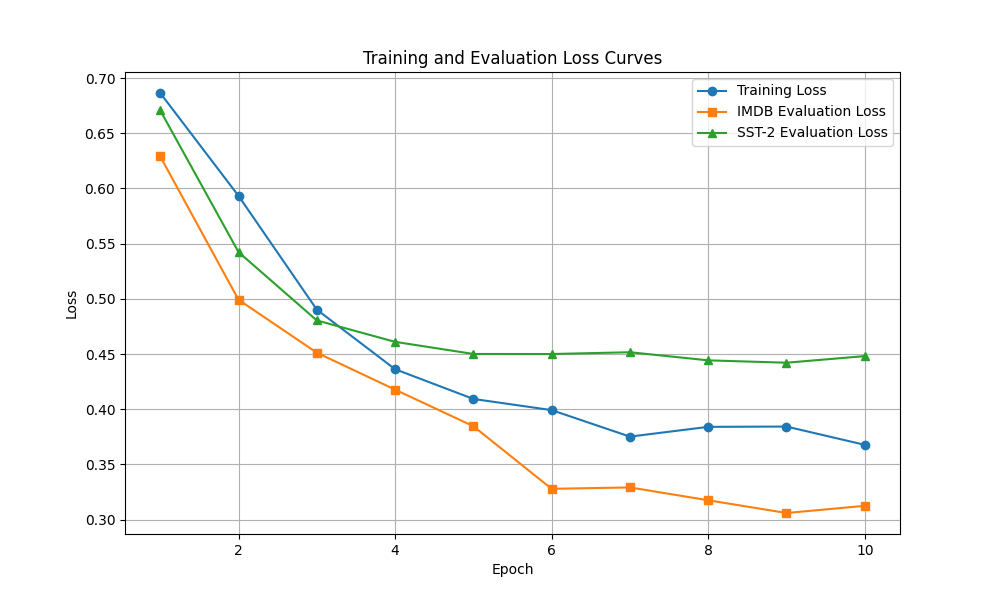 Training and Evaluation Loss Curves
Training Loss
IMDB Evaluation Loss
SST-2 Evaluation Loss
Loss
0.70
0.65
0.60
0.55
0.50
0.45
0.40
0.35
0.30
2 4 6 8 10
Epoch